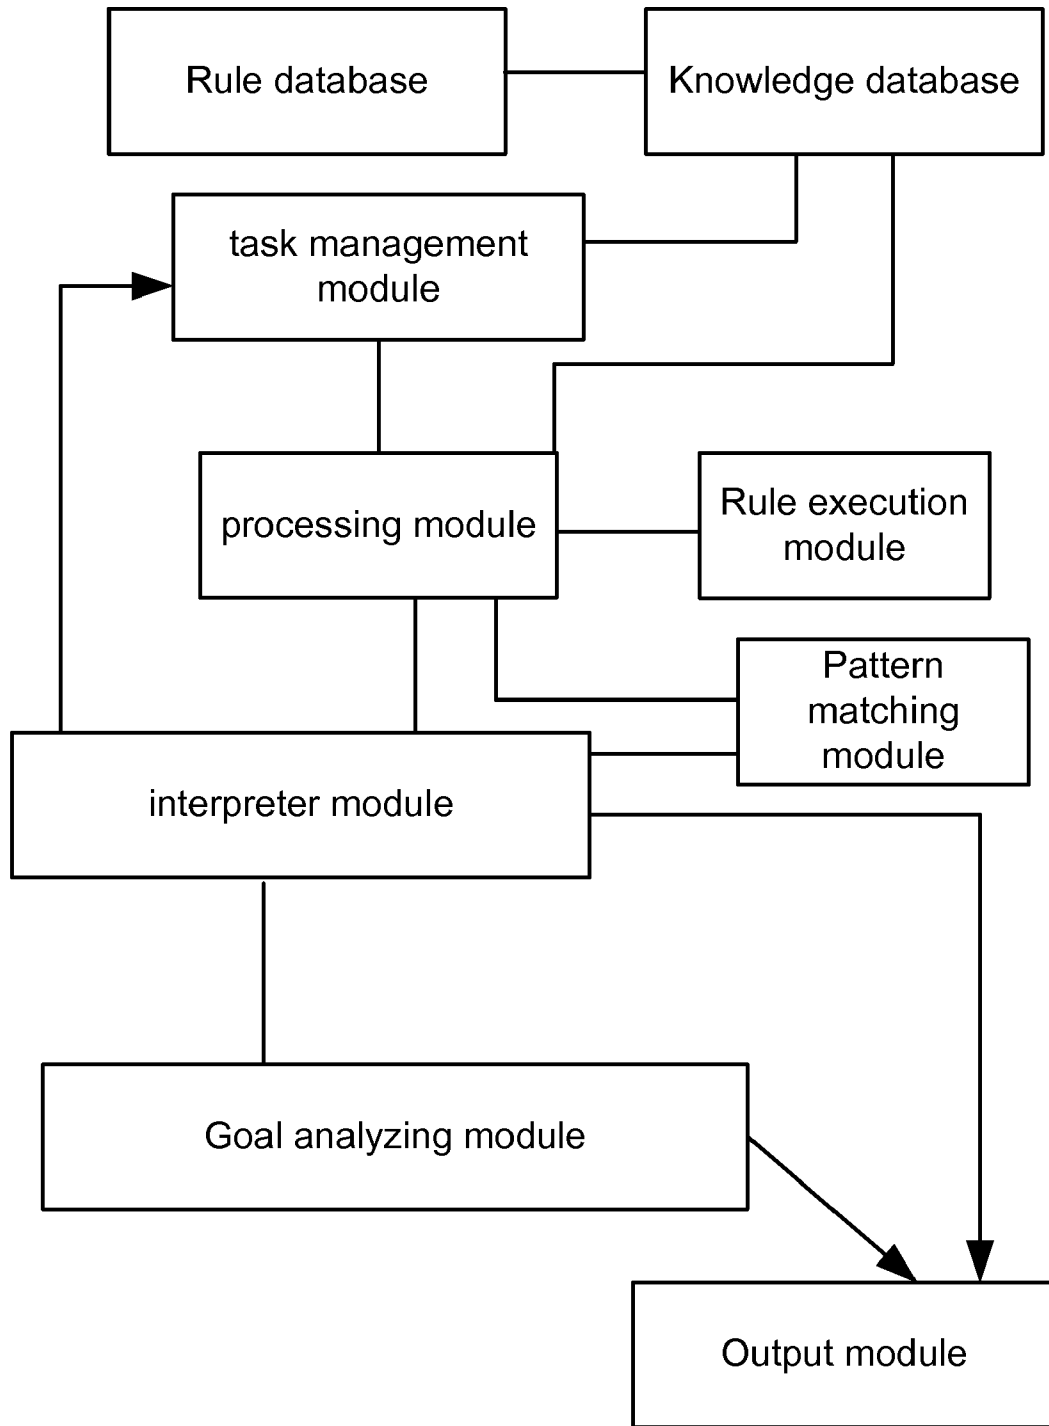 Rule database
Knowledge database
task management
module
processing module
Rule execution
module
Pattern
matching
module
interpreter module
Goal analyzing module
Output module